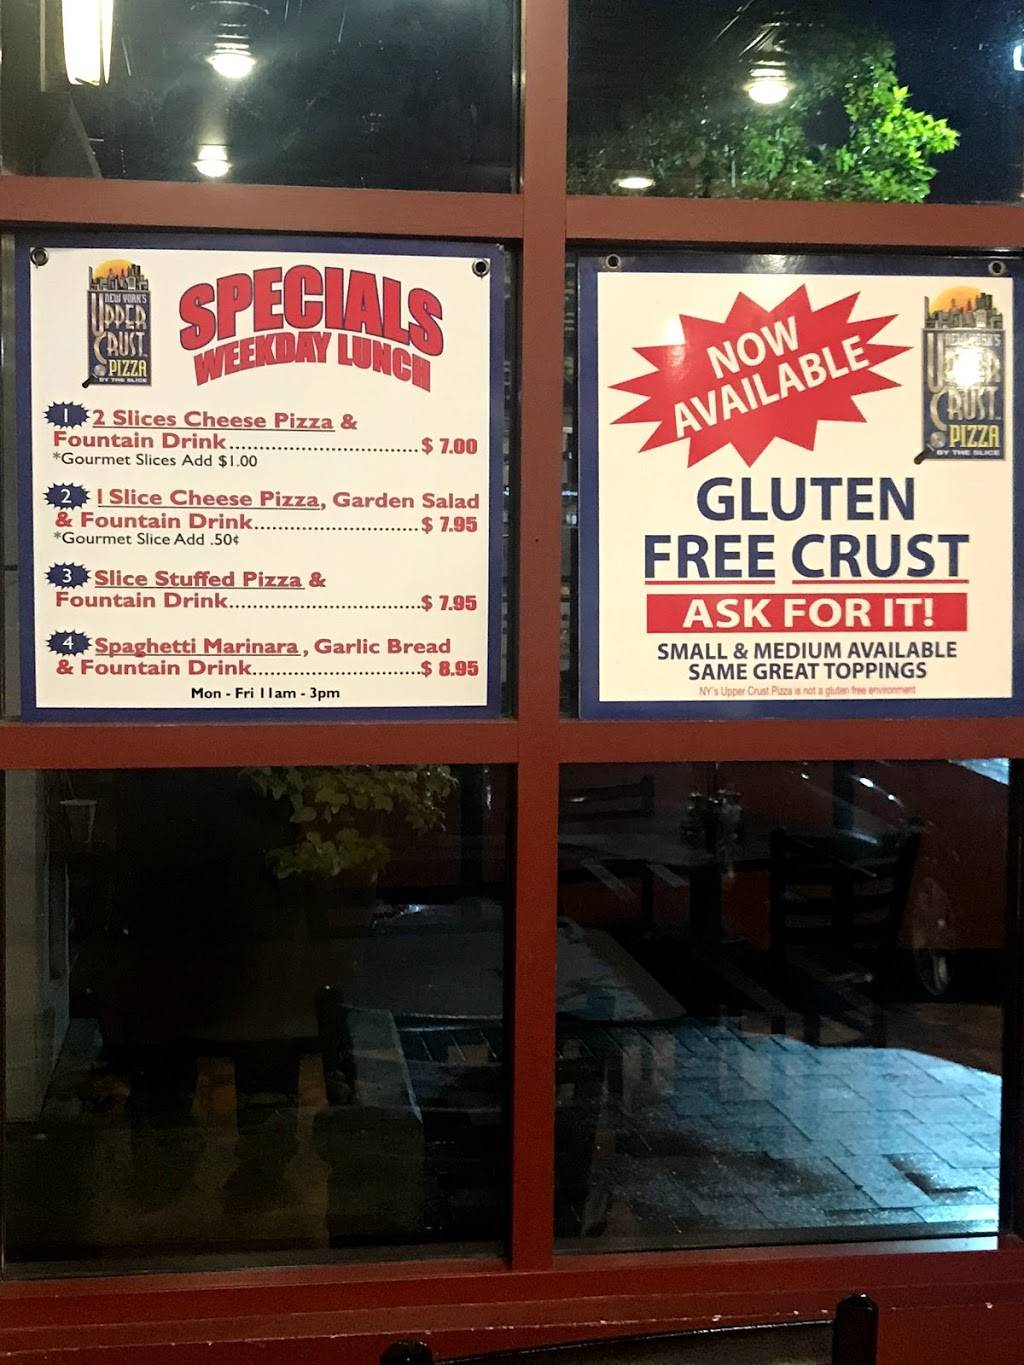 NEW YORK'S
UPPER
CRUST
PIZZA
BY THE SLICE
SPECIALS
WEEKDAY LUNCH
1 2 Slices Cheese Pizza &
Fountain Drink....................................$ 7.00
*Gourmet Slices Add $1.00
2 1 Slice Cheese Pizza, Garden Salad
& Fountain Drink................................$ 7.95
*Gourmet Slice Add .50¢
3 Slice Stuffed Pizza &
Fountain Drink....................................$ 7.95
4 Spaghetti Marinara, Garlic Bread
& Fountain Drink................................$ 8.95
Mon - Fri 11am - 3pm
NOW
AVAILABLE
NEW YORK'S
UPPER
CRUST
PIZZA
BY THE SLICE
GLUTEN
FREE CRUST
ASK FOR IT!
SMALL & MEDIUM AVAILABLE
SAME GREAT TOPPINGS
NY's Upper Crust Pizza is not a gluten free environment